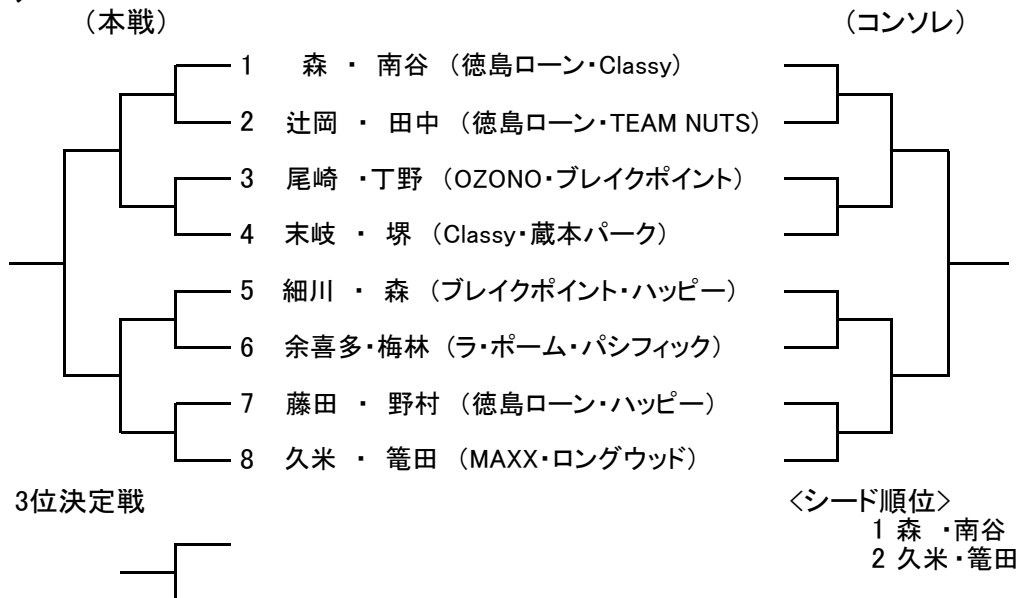 （本戦）
（コンソレ）
1 森 ・ 南谷 （徳島ローン・Classy）
2 辻岡 ・ 田中 （徳島ローン・TEAM NUTS）
3 尾崎 ・丁野 （OZONO・ブレイクポイント）
4 末岐 ・ 堺 （Classy・蔵本パーク）
5 細川 ・ 森 （ブレイクポイント・ハッピー）
6 余喜多・梅林 （ラ・ポーム・パシフィック）
7 藤田 ・ 野村 （徳島ローン・ハッピー）
8 久米 ・ 篭田 （MAXX・ロングウッド）
3位決定戦
<シード順位>
1 森 ・南谷
2 久米・篭田